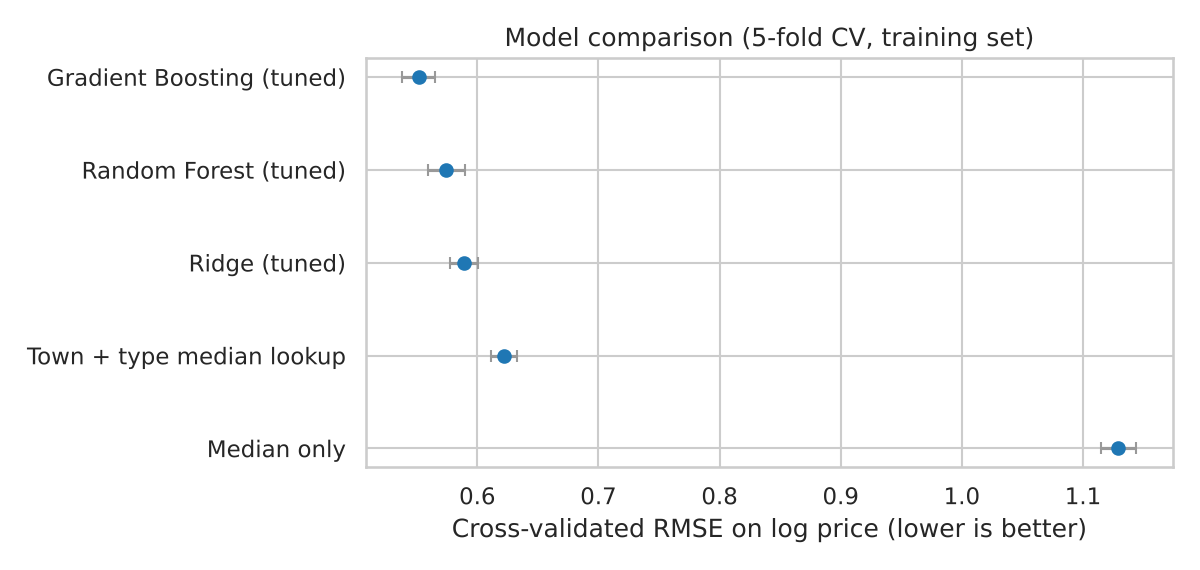 Model comparison (5-fold CV, training set)
Gradient Boosting (tuned)
Random Forest (tuned)
Ridge (tuned)
Town + type median lookup
Median only
0.6 0.7 0.8 0.9 1.0 1.1
Cross-validated RMSE on log price (lower is better)